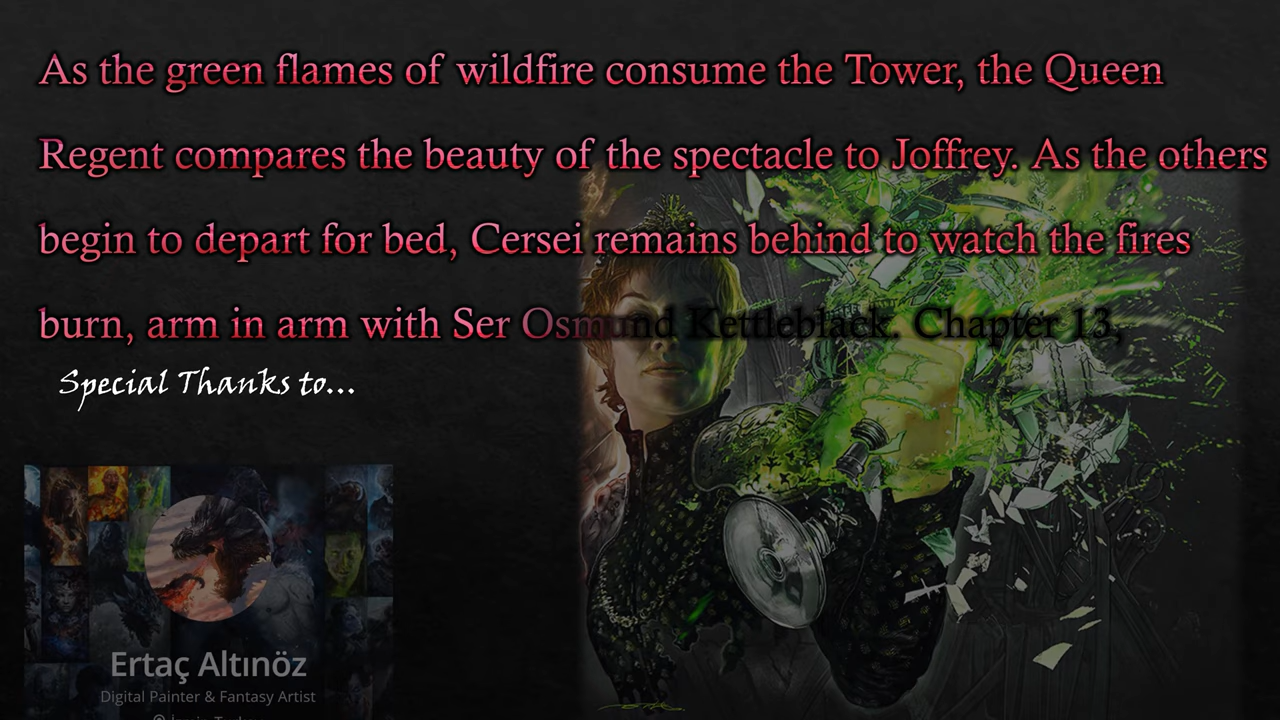 As the green flames of wildfire consume the Tower, the Queen
Regent compares the beauty of the spectacle to Joffrey. As the others
begin to depart for bed, Cersei remains behind to watch the fires
burn, arm in arm with Ser Osmund Kettleblack. Chapter 13,
Special Thanks to...
Ertaç Altınöz
Digital Painter & Fantasy Artist